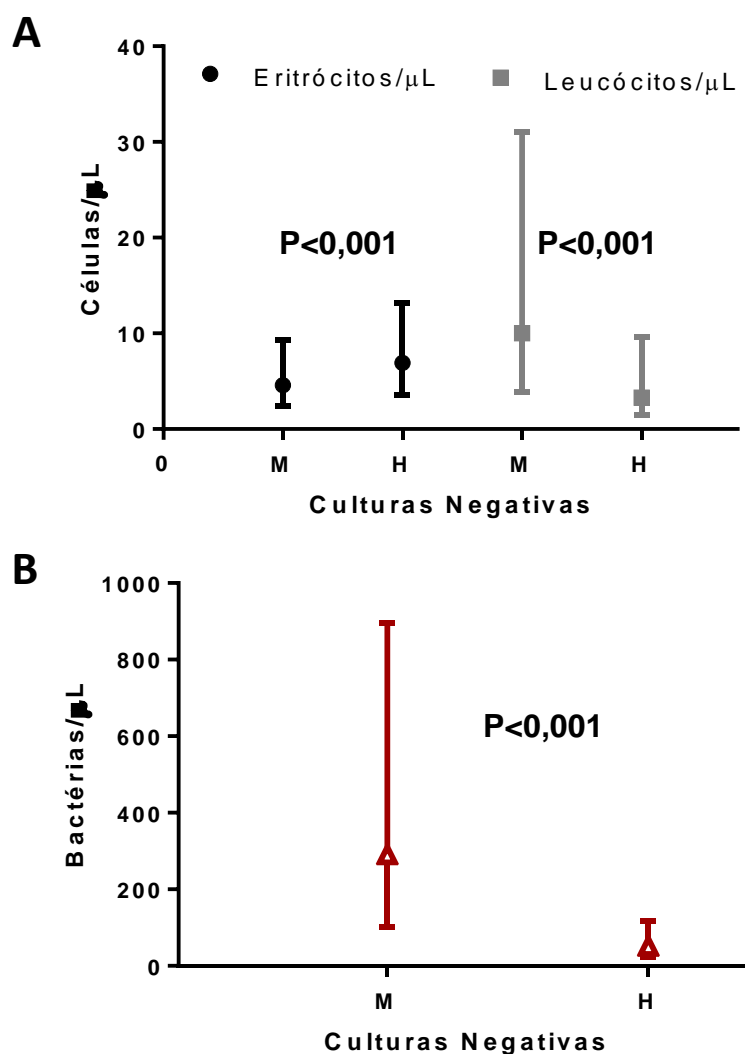 A
40
Eritrócitos/μL
Leucócitos/μL
30
Células/μL
20
P<0,001
P<0,001
10
0
0
M
H
M
H
Culturas Negativas
B
1000
800
Bactérias/μL
600
P<0,001
400
200
0
M
H
Culturas Negativas